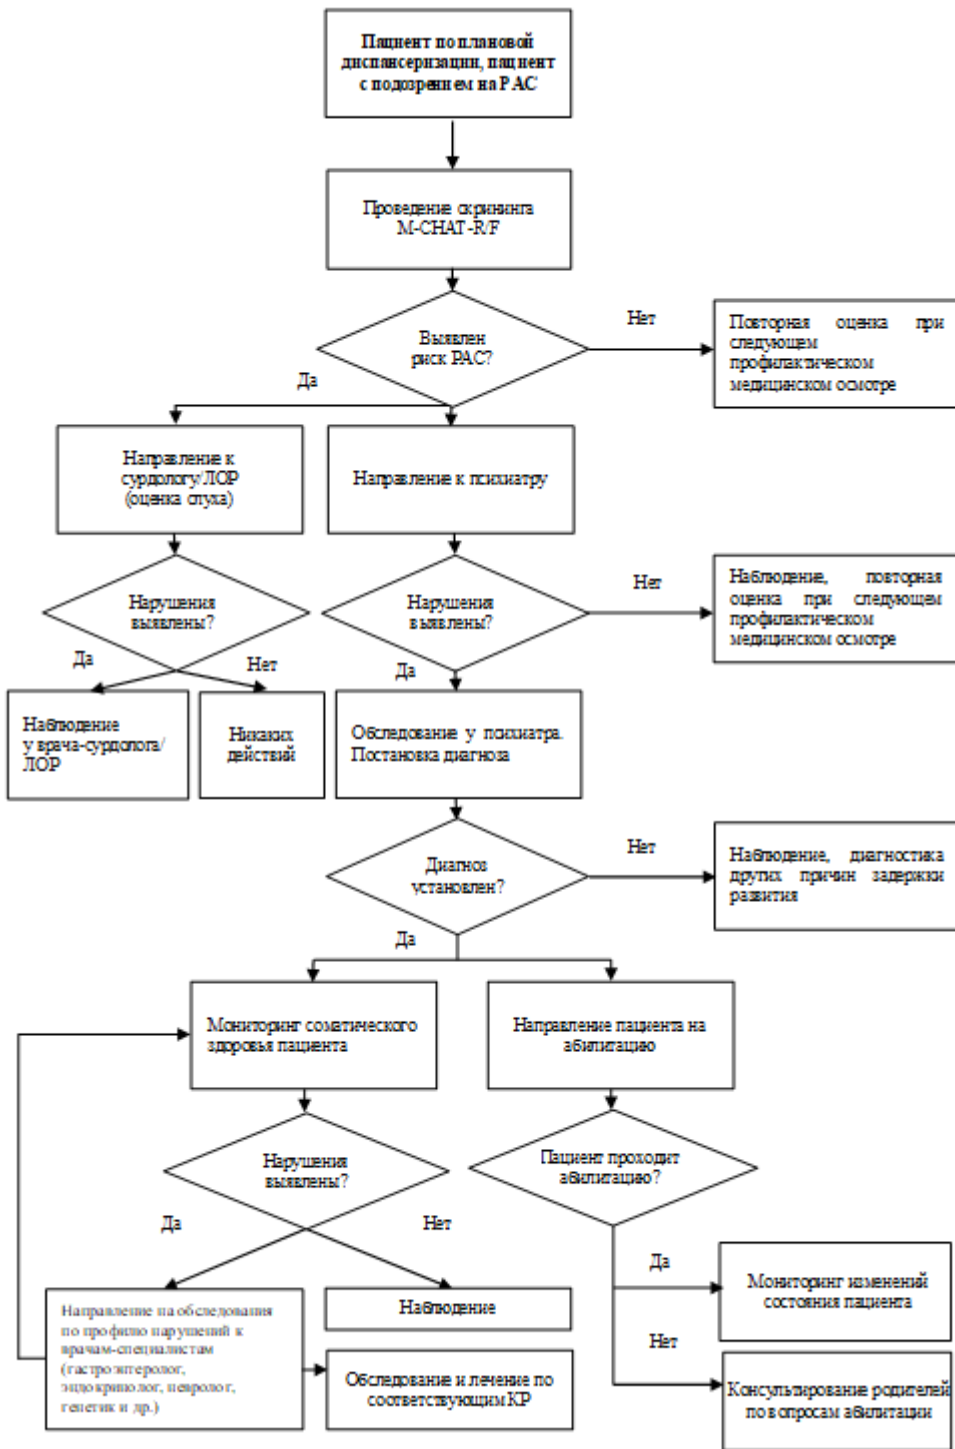 Пациент по плановой
диспансеризации, пациент
с подозрением на РАС
Проведение скрининга
M-CHAT-R/F
Выявлен
риск РАС?
Нет
Повторная оценка при
следующем
профилактическом
медицинском осмотре
Да
Направление к
сурдологу/ЛОР
(оценка слуха)
Направление к психиатру
Нарушения
выявлены?
Нарушения
выявлены?
Нет
Наблюдение, повторная
оценка при следующем
профилактическом
медицинском осмотре
Да
Нет
Да
Наблюдение
у врача-сурдолога/
ЛОР
Никаких
действий
Обследование у психиатра.
Постановка диагноза
Диагноз
установлен?
Нет
Наблюдение, диагностика
других причин задержки
развития
Да
Мониторинг соматического
здоровья пациента
Направление пациента на
абилитацию
Нарушения
выявлены?
Пациент проходит
абилитацию?
Да
Нет
Да
Мониторинг изменений
состояния пациента
Направление на обследования
по профилю нарушений к
врачам-специалистам
(гастроэнтеролог,
эндокринолог, невролог,
генетик и др.)
Наблюдение
Нет
Обследование и лечение по
соответствующим КР
Консультирование родителей
по вопросам абилитации